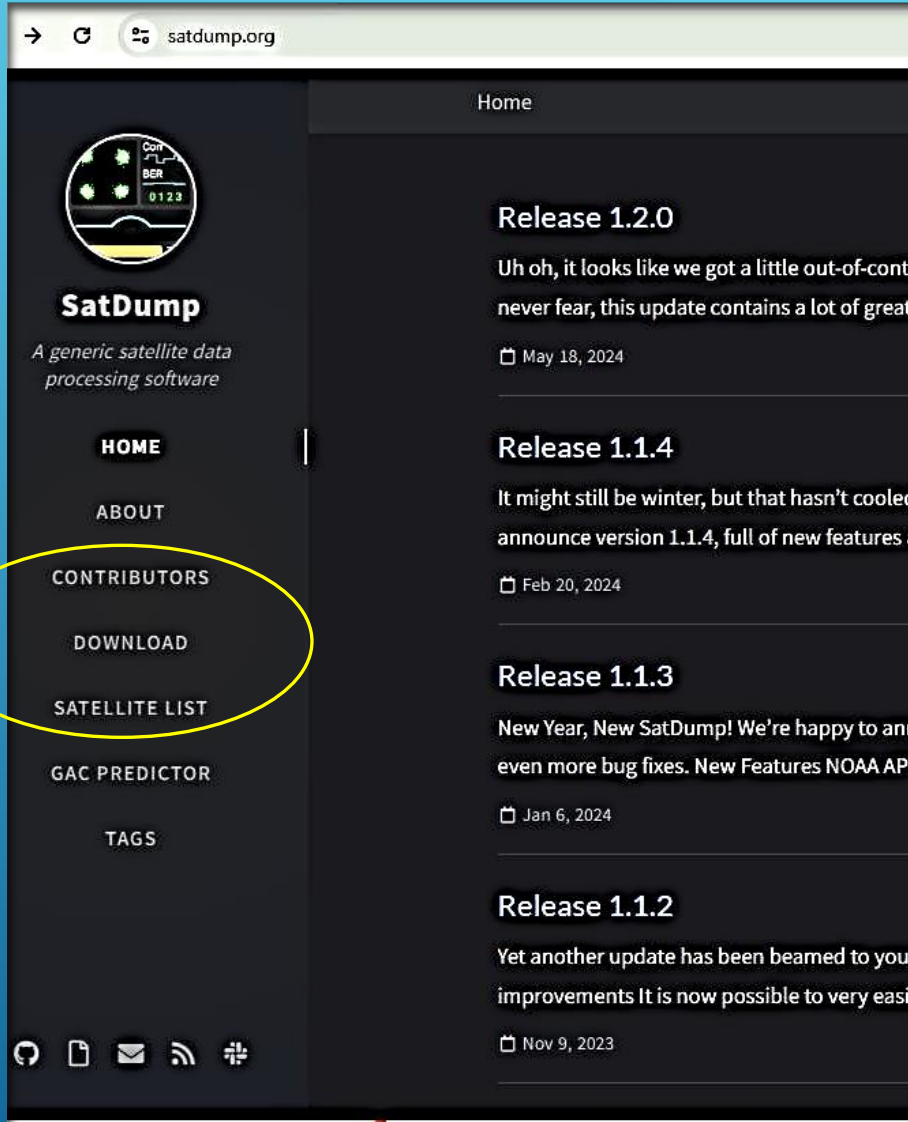 satdump.org
Home
Com
BER
0123
SatDump
A generic satellite data
processing software
HOME
ABOUT
CONTRIBUTORS
DOWNLOAD
SATELLITE LIST
GAC PREDICTOR
TAGS
Release 1.2.0
Uh oh, it looks like we got a little out-of-cont
never fear, this update contains a lot of great
May 18, 2024
Release 1.1.4
It might still be winter, but that hasn't cooled
announce version 1.1.4, full of new features
Feb 20, 2024
Release 1.1.3
New Year, New SatDump! We're happy to ann
even more bug fixes. New Features NOAA AP
Jan 6, 2024
Release 1.1.2
Yet another update has been beamed to you
improvements It is now possible to very easi
Nov 9, 2023